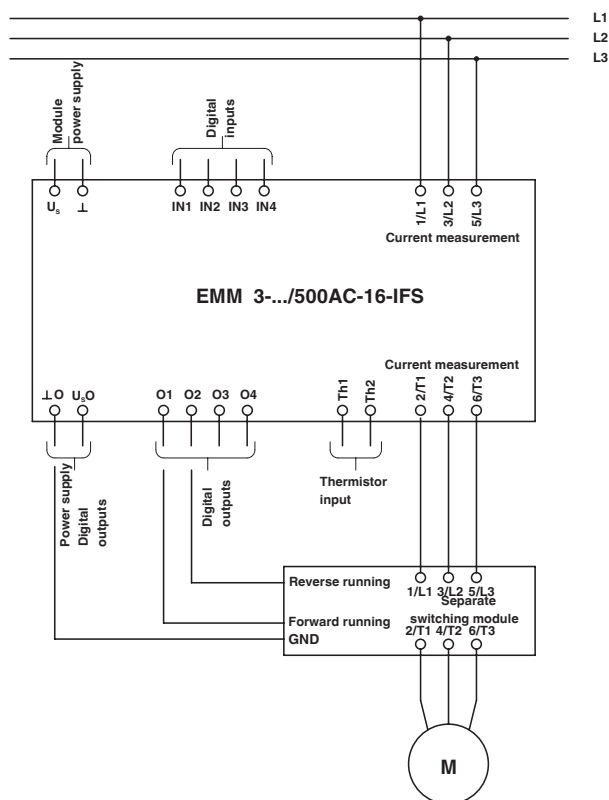 L1
L2
L3
Module
power supply
Digital
inputs
U_s ⊥
IN1 IN2 IN3 IN4
1/L1 3/L2 5/L3
Current measurement
EMM 3-.../500AC-16-IFS
Current measurement
⊥O U_sO
O1 O2 O3 O4
Th1 Th2
2/T1 4/T2 6/T3
Power supply
Digital
outputs
Digital
outputs
Thermistor
input
Reverse running
1/L1 3/L2 5/L3
Separate
switching module
Forward running
GND
2/T1 4/T2 6/T3
M